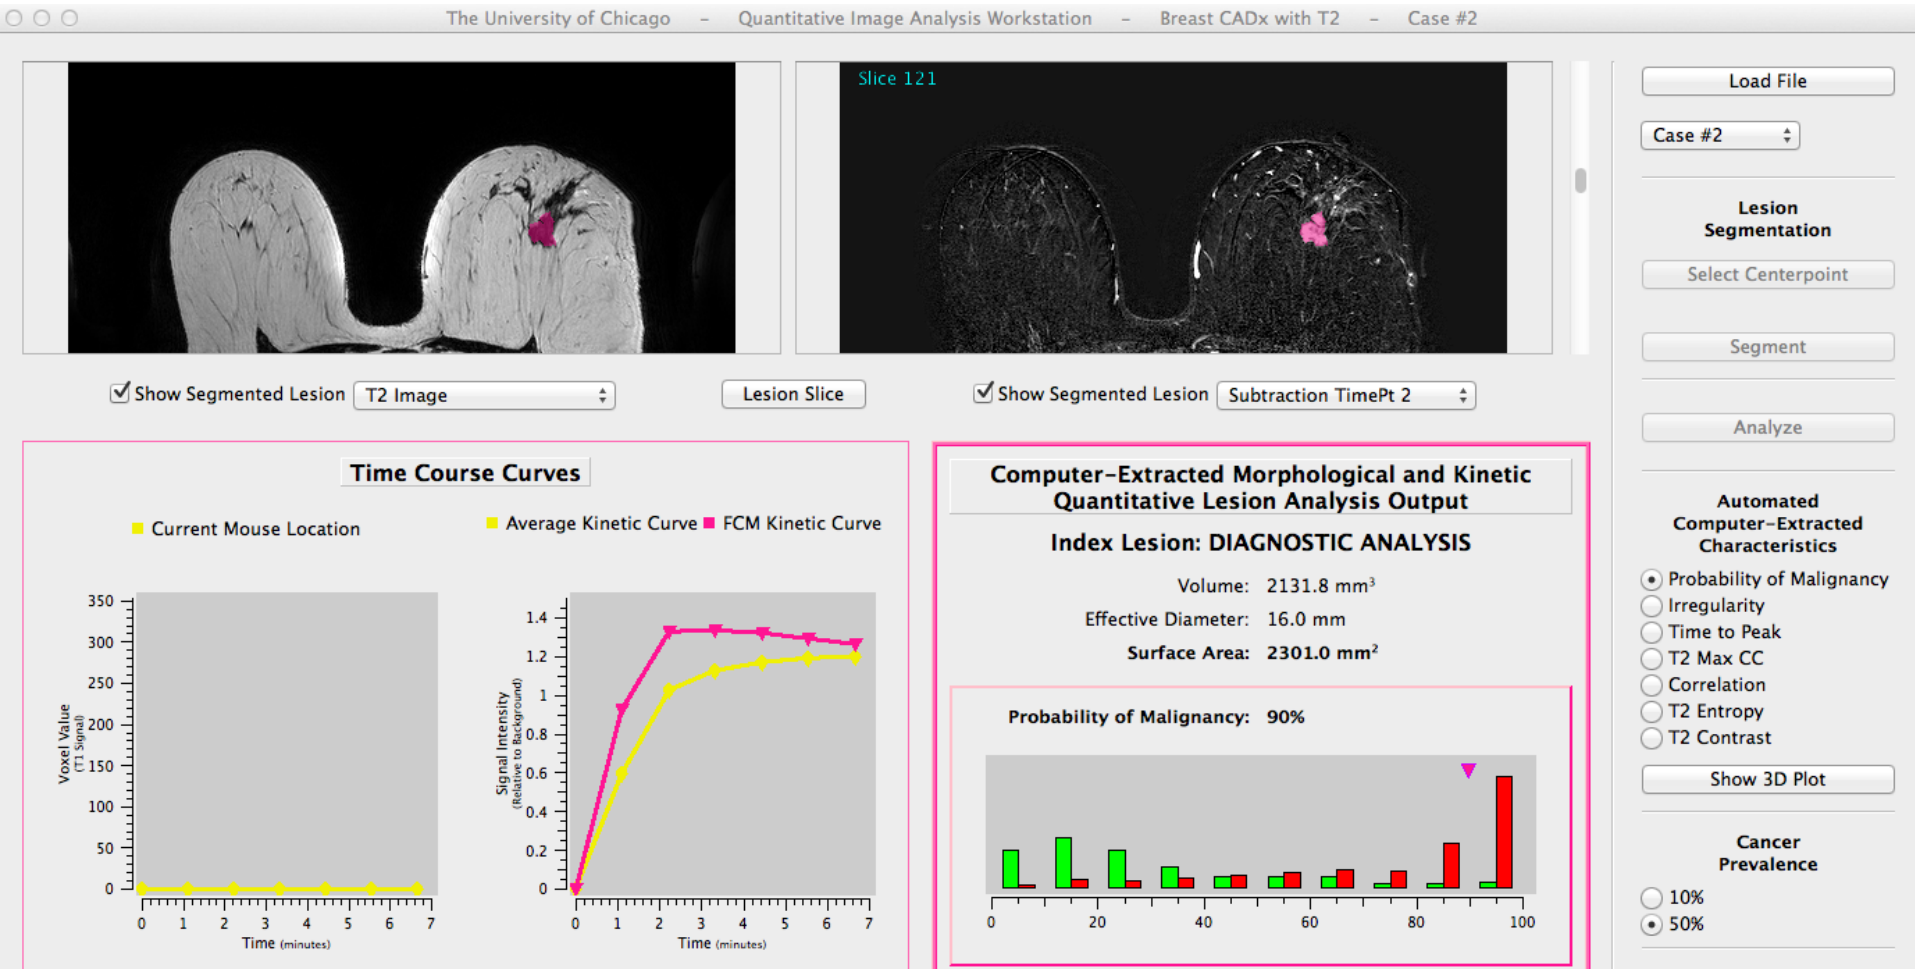 The University of Chicago – Quantitative Image Analysis Workstation – Breast CADx with T2 – Case #2
Slice 121
Show Segmented Lesion T2 Image
Lesion Slice
Show Segmented Lesion Subtraction TimePt 2
Time Course Curves
Current Mouse Location
Average Kinetic Curve FCM Kinetic Curve
Voxel Value
(T1 Signal)
350
300
250
200
150
100
50
0
0 1 2 3 4 5 6 7
Time (minutes)
Signal Intensity
(Relative to Background)
1.4
1.2
1
0.8
0.6
0.4
0.2
0
0 1 2 3 4 5 6 7
Time (minutes)
Computer-Extracted Morphological and Kinetic
Quantitative Lesion Analysis Output
Index Lesion: DIAGNOSTIC ANALYSIS
Volume: 2131.8 mm³
Effective Diameter: 16.0 mm
Surface Area: 2301.0 mm²
Probability of Malignancy: 90%
0 20 40 60 80 100
Load File
Case #2
Lesion
Segmentation
Select Centerpoint
Segment
Analyze
Automated
Computer-Extracted
Characteristics
Probability of Malignancy
Irregularity
Time to Peak
T2 Max CC
Correlation
T2 Entropy
T2 Contrast
Show 3D Plot
Cancer
Prevalence
10%
50%